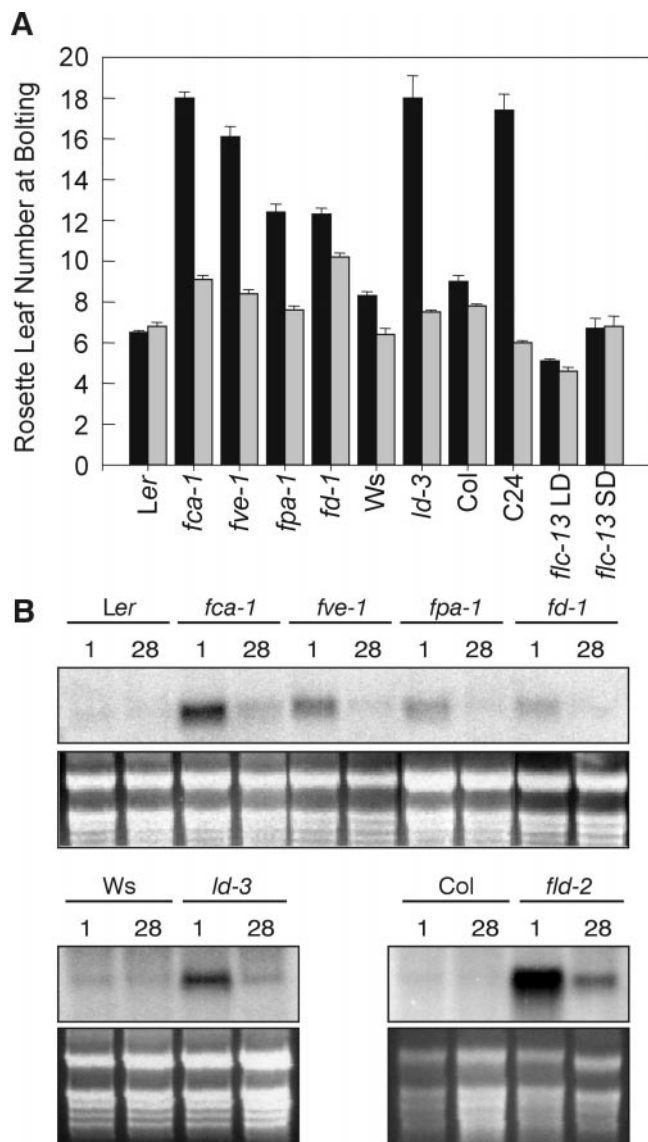 A
Rosette Leaf Number at Bolting
20
18
16
14
12
10
8
6
4
2
0
Ler
fca-1
fve-1
fpa-1
fd-1
Ws
ld-3
Col
C24
flc-13 LD
flc-13 SD
B
Ler fca-1 fve-1 fpa-1 fd-1
1 28 1 28 1 28 1 28 1 28
Ws ld-3 Col fld-2
1 28 1 28 1 28 1 28